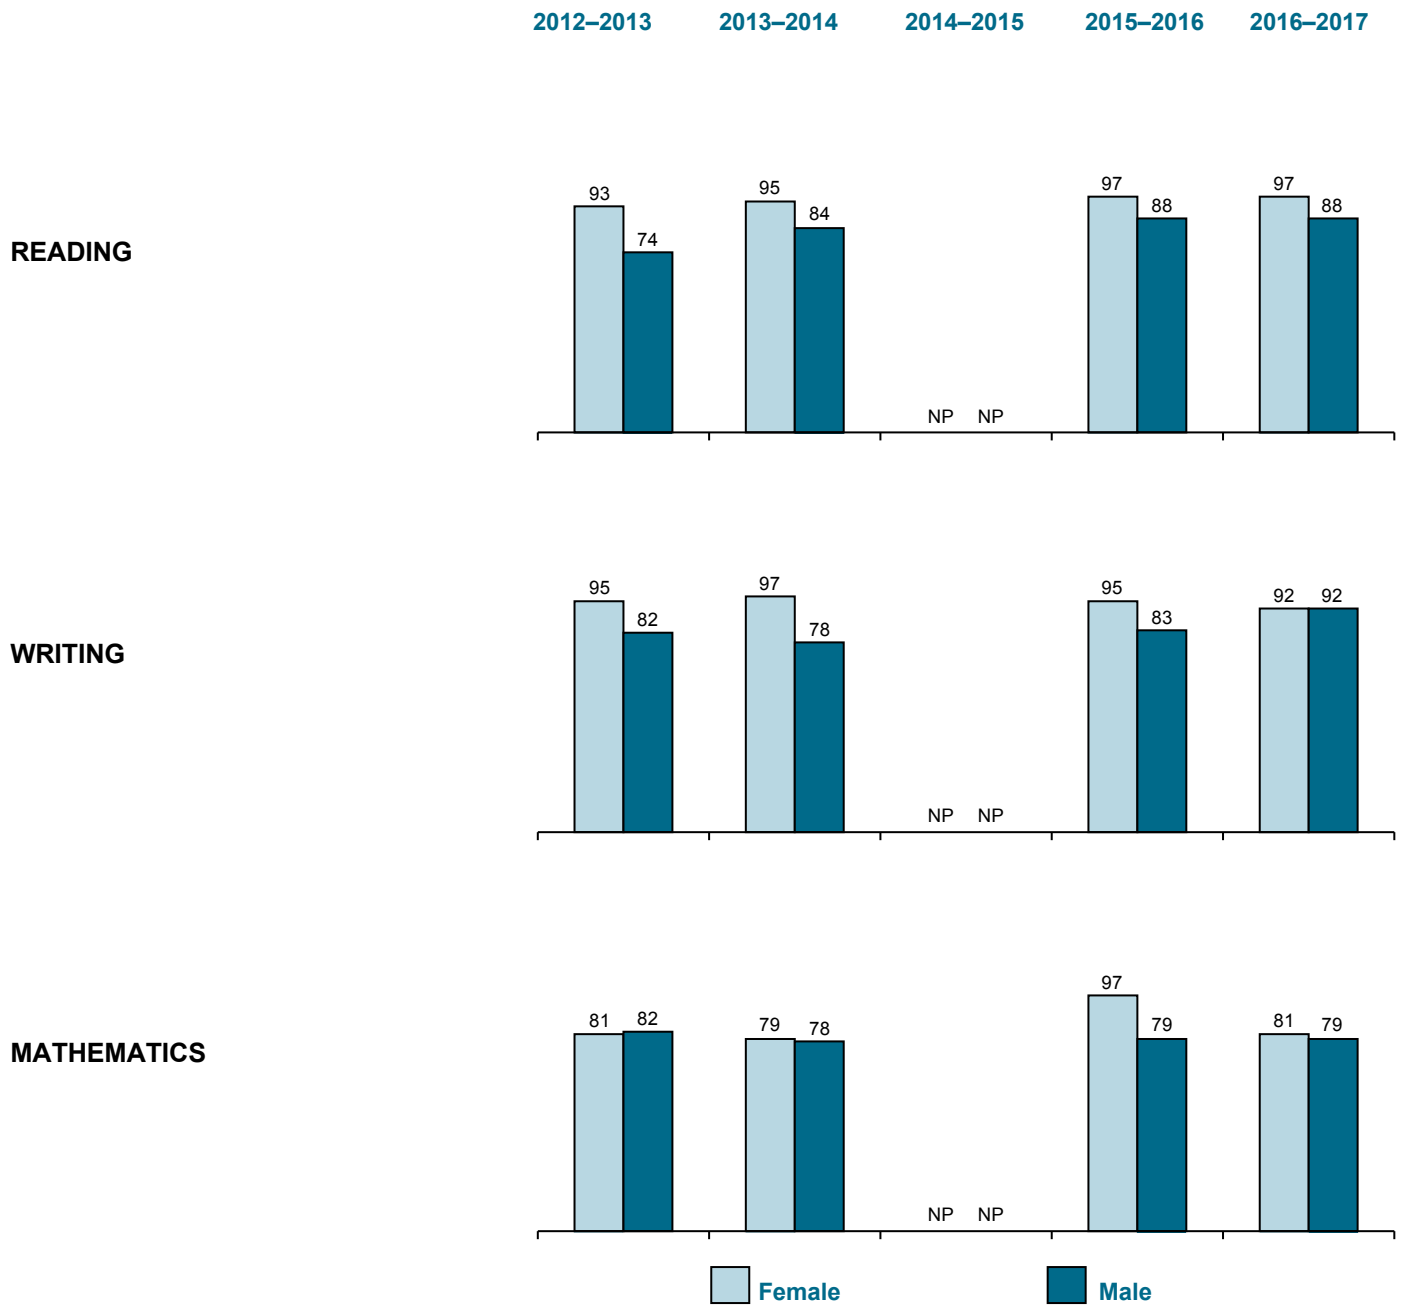 2012–2013 2013–2014 2014–2015 2015–2016 2016–2017
READING
93 74 95 84 NP NP 97 88 97 88
WRITING
95 82 97 78 NP NP 95 83 92 92
MATHEMATICS
81 82 79 78 NP NP 97 79 81 79
Female Male